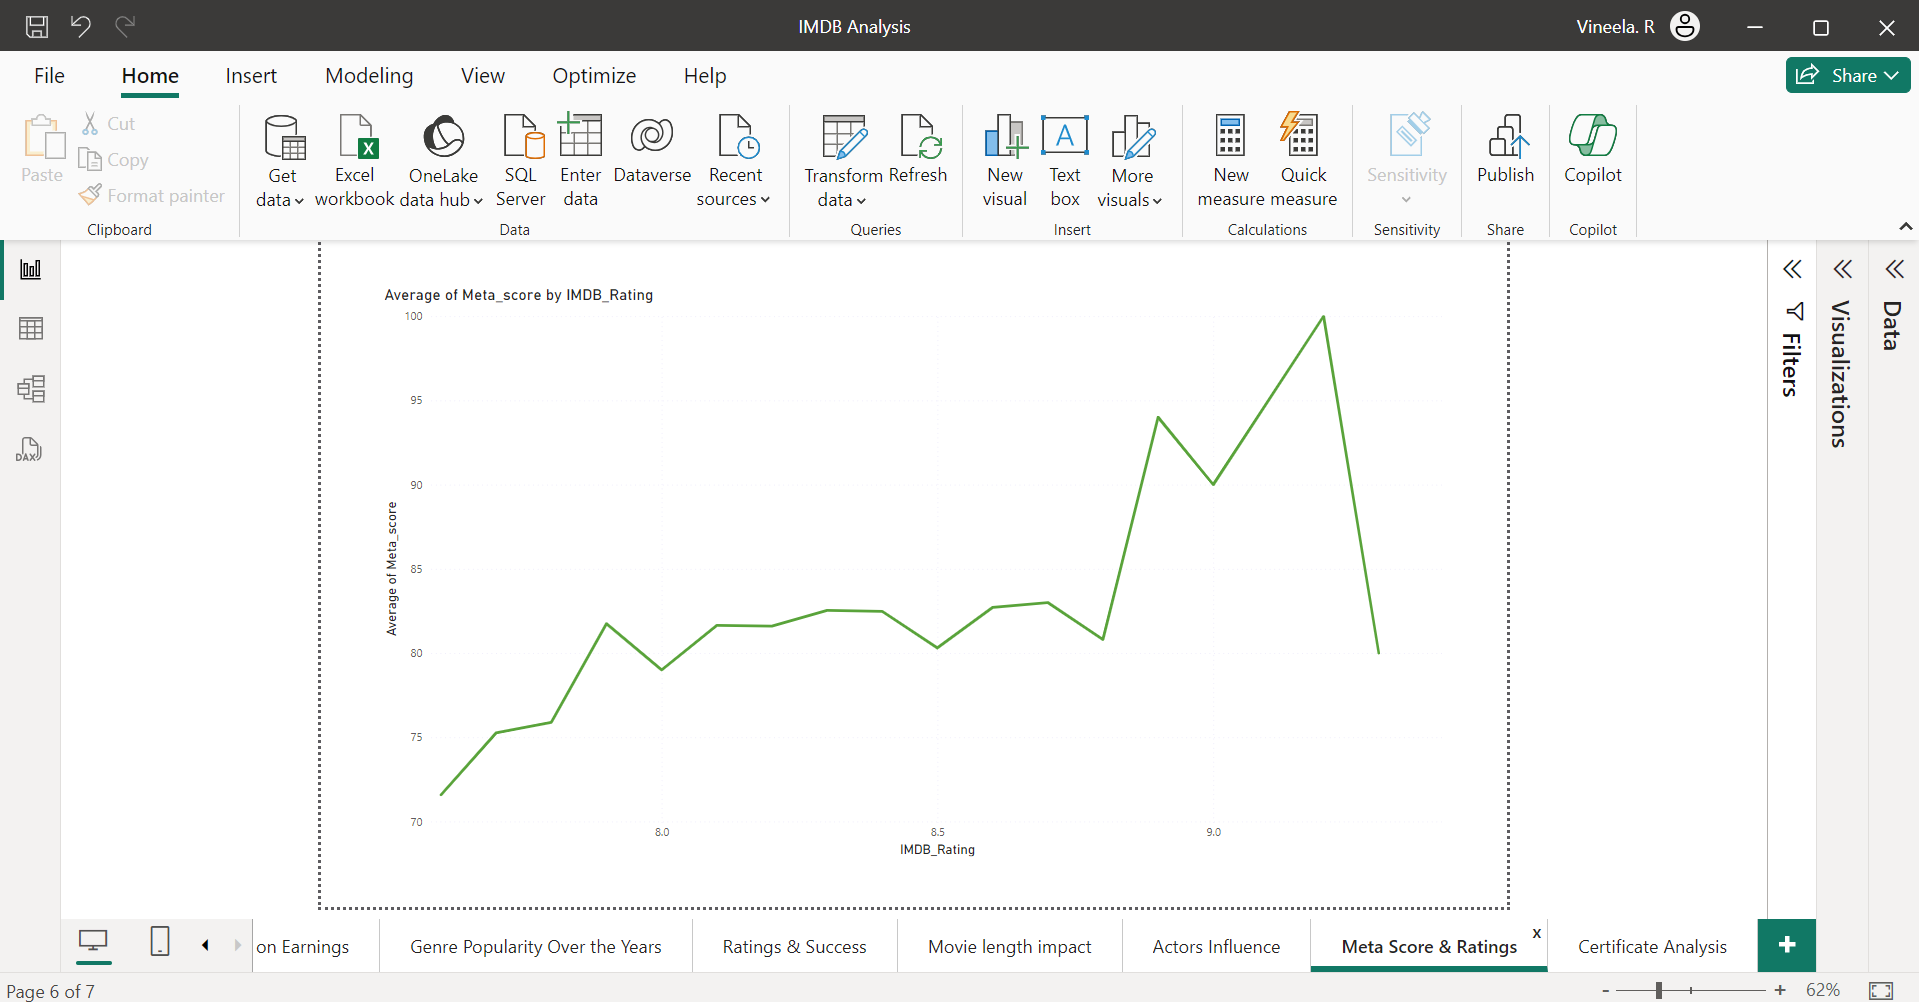 IMDB Analysis
Vineela. R
File Home Insert Modeling View Optimize Help
Share
Paste
Cut
Copy
Format painter
Clipboard
Get data
Excel workbook
OneLake data hub
SQL Server
Enter data
Dataverse
Recent sources
Data
Transform data
Refresh
Queries
New visual
A
Text box
More visuals
Insert
New measure
Quick measure
Calculations
Sensitivity
Sensitivity
Publish
Share
Copilot
Copilot
X
DAX
Filters
Visualizations
Data
Average of Meta_score by IMDB_Rating
Average of Meta_score
100
95
90
85
80
75
70
8.0 8.5 9.0
IMDB_Rating
on Earnings
Genre Popularity Over the Years
Ratings & Success
Movie length impact
Actors Influence
Meta Score & Ratings
x
Certificate Analysis
+
Page 6 of 7
- + 62%